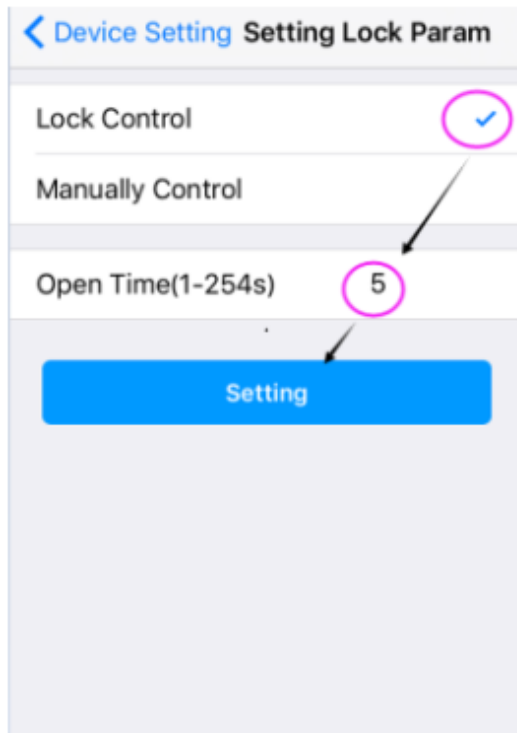 Device Setting Setting Lock Param
Lock Control
Manually Control
Open Time(1-254s) 5
Setting